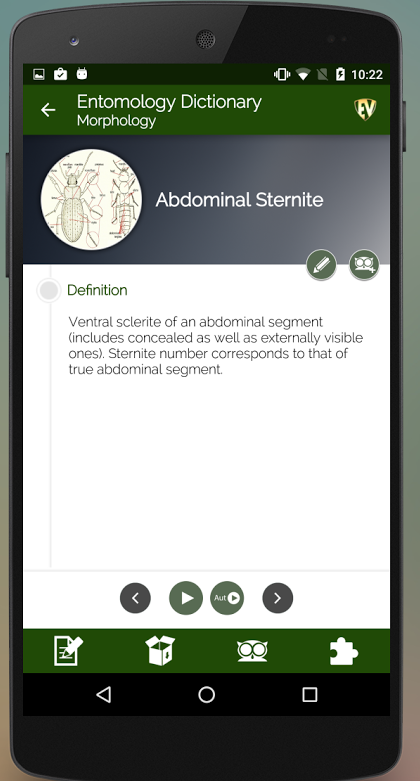 10:22
Entomology Dictionary
Morphology
EV
Abdominal Sternite
Definition
Ventral sclerite of an abdominal segment
(includes concealed as well as externally visible
ones). Sternite number corresponds to that of
true abdominal segment.
Aut